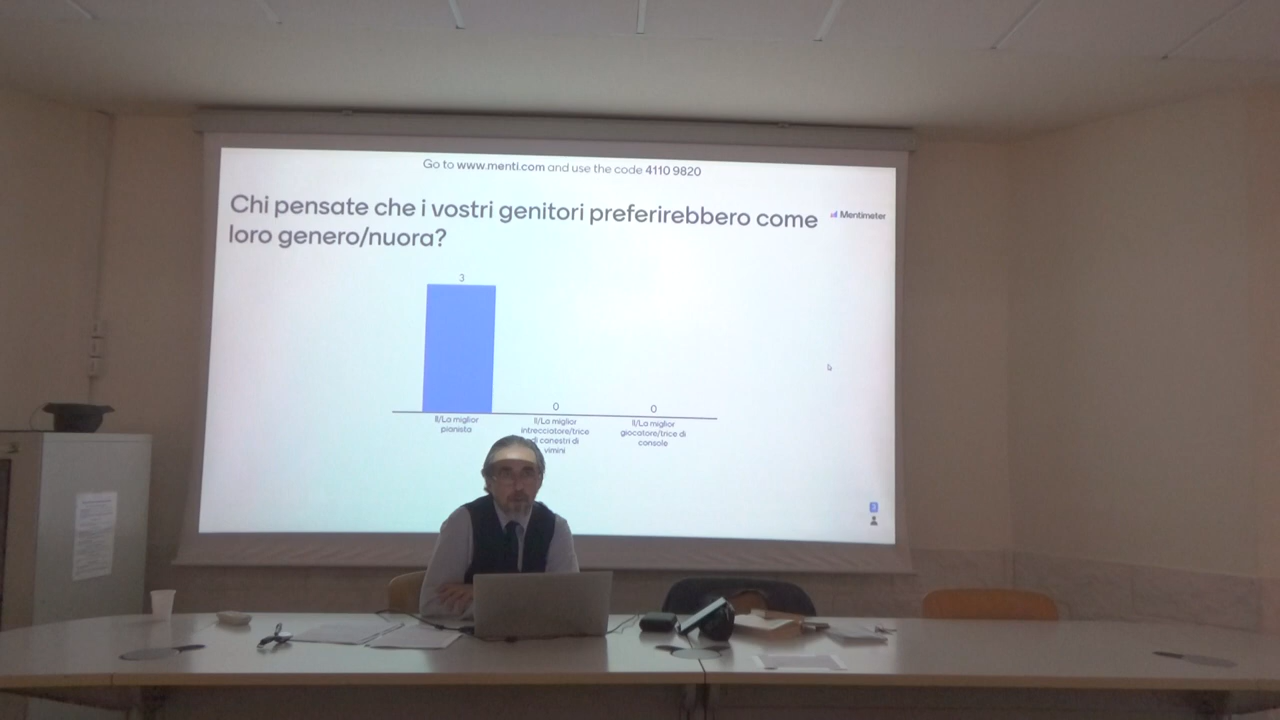 Go to www.menti.com and use the code 4110 9820
Chi pensate che i vostri genitori preferirebbero come
loro genero/nuora?
Mentimeter
3
0
0
Il/La miglior
pianista
Il/La miglior
intrecciatore/trice
di canestri di
vimini
Il/La miglior
giocatore/trice di
console
3